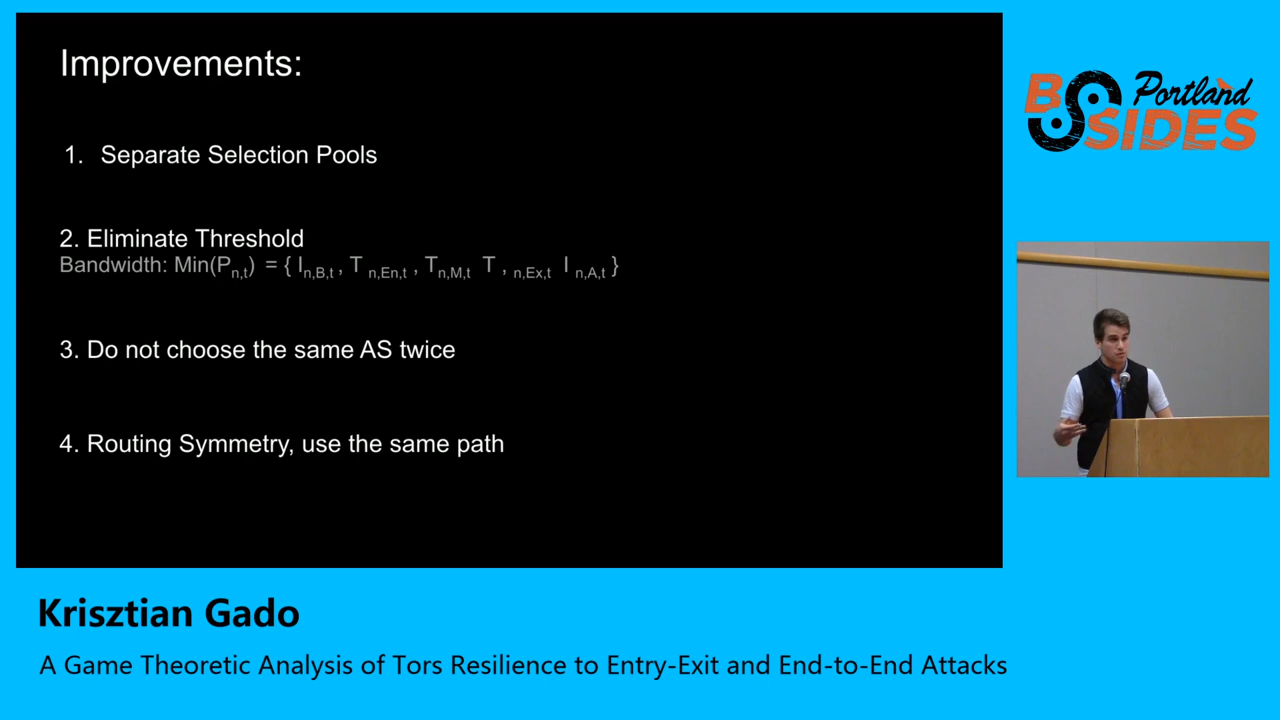 Improvements:
1. Separate Selection Pools
2. Eliminate Threshold
Bandwidth: Min(Pn,t) = { In,B,t , T n,En,t , Tn,M,t T , n,Ex,t I n,A,t }
3. Do not choose the same AS twice
4. Routing Symmetry, use the same path
BSIDES Portland
Krisztian Gado
A Game Theoretic Analysis of Tors Resilience to Entry-Exit and End-to-End Attacks